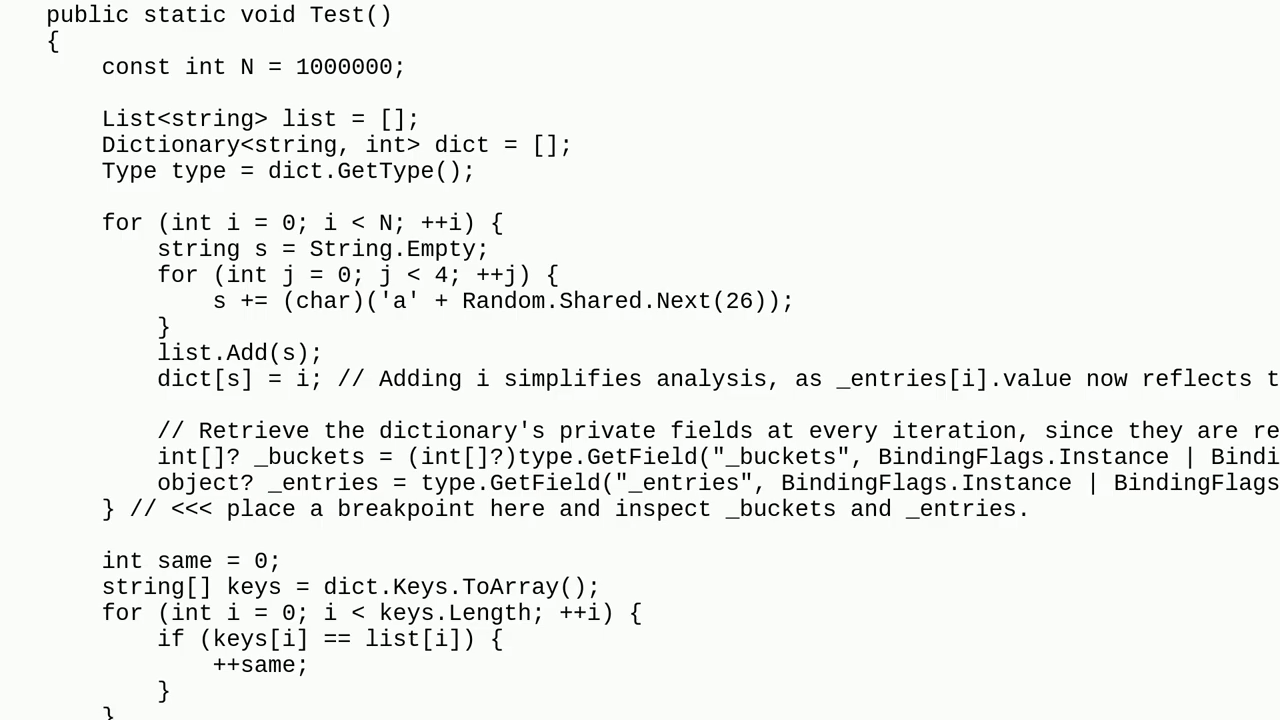 public static void Test()
{
const int N = 1000000;
List<string> list = [];
Dictionary<string, int> dict = [];
Type type = dict.GetType();
for (int i = 0; i < N; ++i) {
string s = String.Empty;
for (int j = 0; j < 4; ++j) {
s += (char)('a' + Random.Shared.Next(26));
}
list.Add(s);
dict[s] = i; // Adding i simplifies analysis, as _entries[i].value now reflects t
// Retrieve the dictionary's private fields at every iteration, since they are re
int[]? _buckets = (int[]?)type.GetField("_buckets", BindingFlags.Instance | Bindi
object? _entries = type.GetField("_entries", BindingFlags.Instance | BindingFlags
} // <<< place a breakpoint here and inspect _buckets and _entries.
int same = 0;
string[] keys = dict.Keys.ToArray();
for (int i = 0; i < keys.Length; ++i) {
if (keys[i] == list[i]) {
++same;
}
}